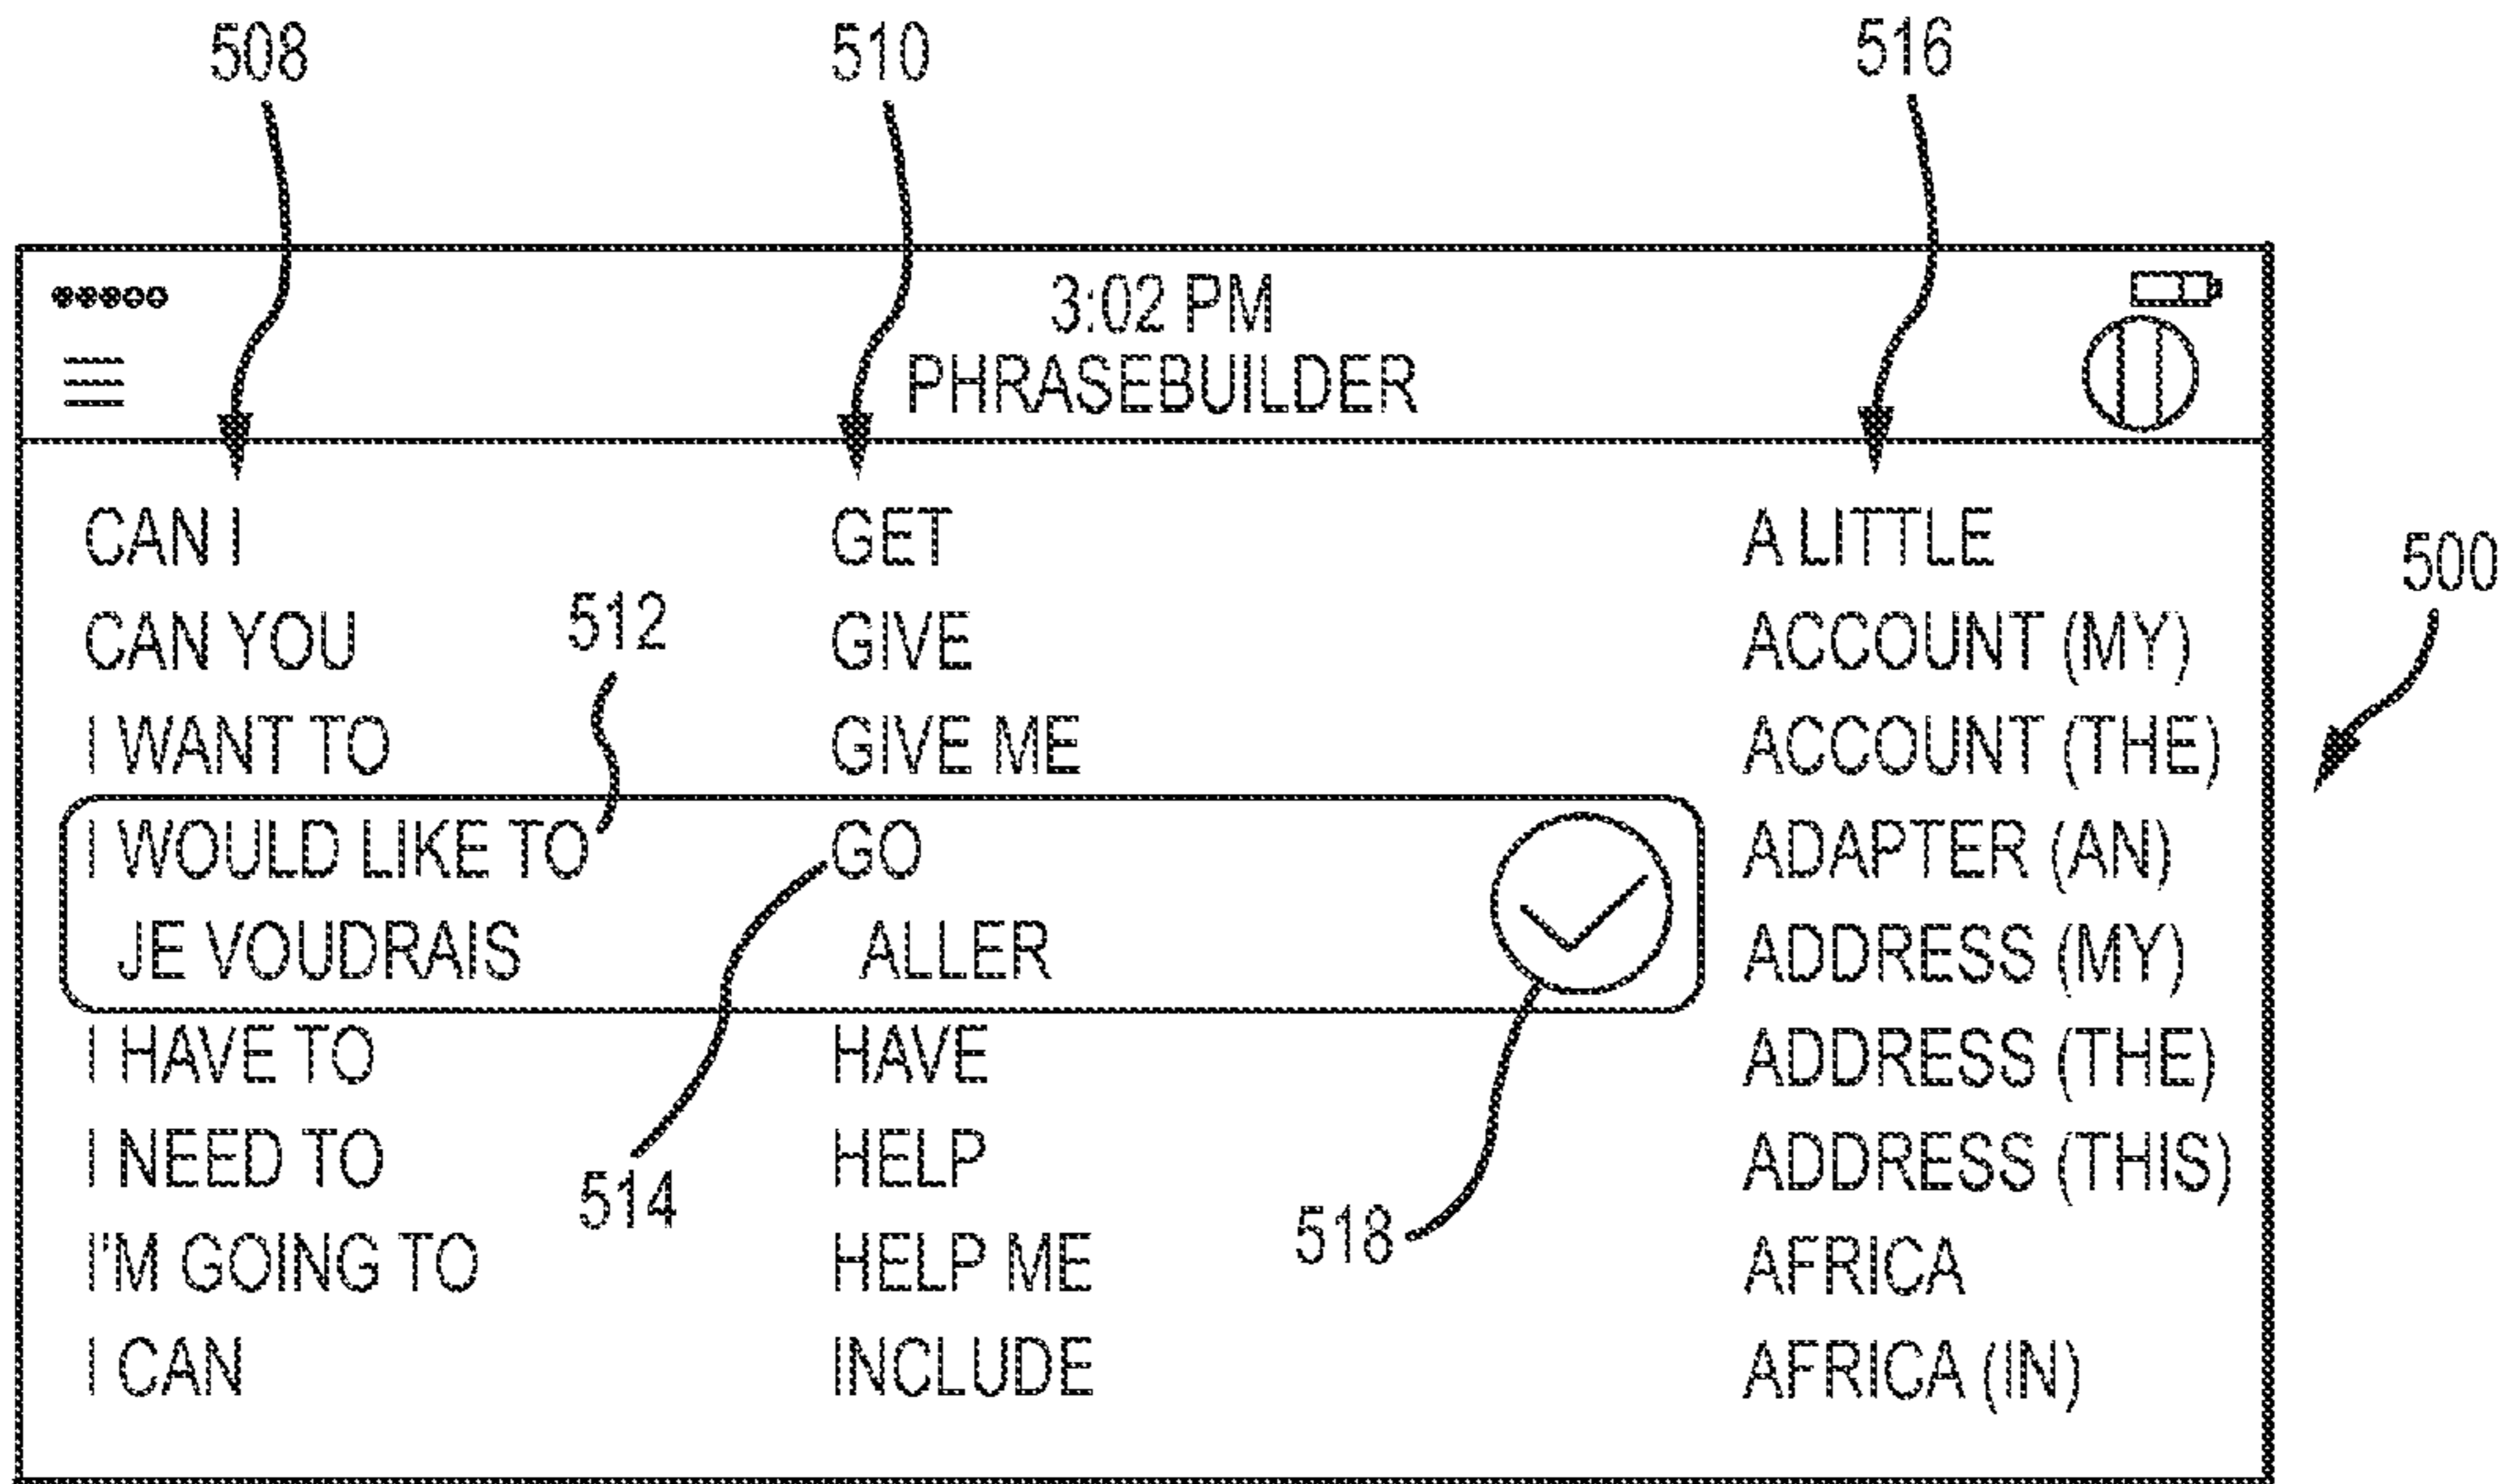 508 510 516
3:02 PM
PHRASEBUILDER
CAN I GET A LITTLE
500
CAN YOU 512 GIVE ACCOUNT (MY)
I WANT TO GIVE ME ACCOUNT (THE)
I WOULD LIKE TO GO ADAPTER (AN)
JE VOUDRAIS ALLER ADDRESS (MY)
I HAVE TO HAVE ADDRESS (THE)
I NEED TO HELP ADDRESS (THIS)
514 518
I'M GOING TO HELP ME AFRICA
I CAN INCLUDE AFRICA (IN)